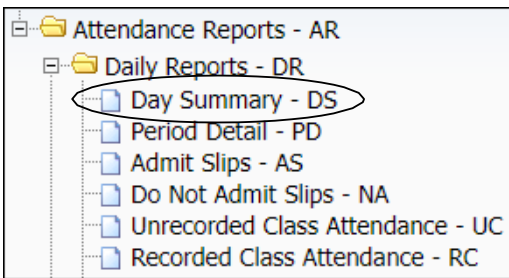 Attendance Reports - AR
Daily Reports - DR
Day Summary - DS
Period Detail - PD
Admit Slips - AS
Do Not Admit Slips - NA
Unrecorded Class Attendance - UC
Recorded Class Attendance - RC